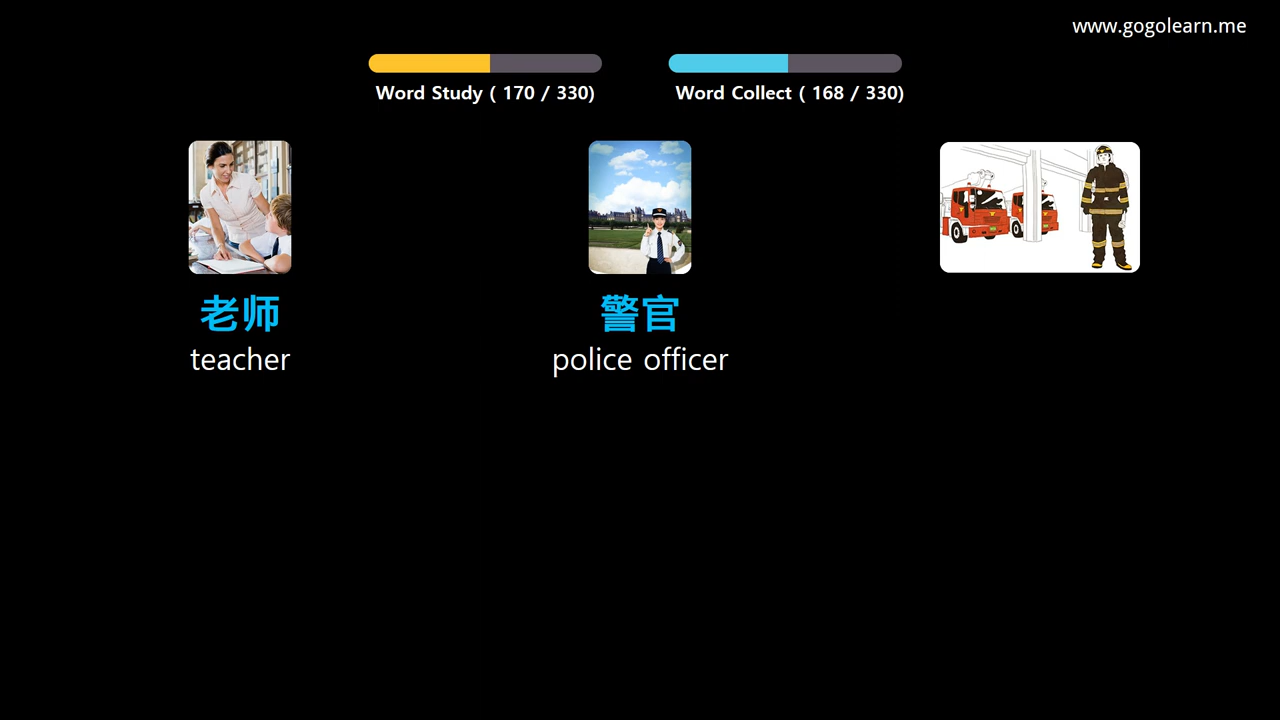 www.gogolearn.me
Word Study ( 170 / 330)
Word Collect ( 168 / 330)
老师
teacher
警官
police officer